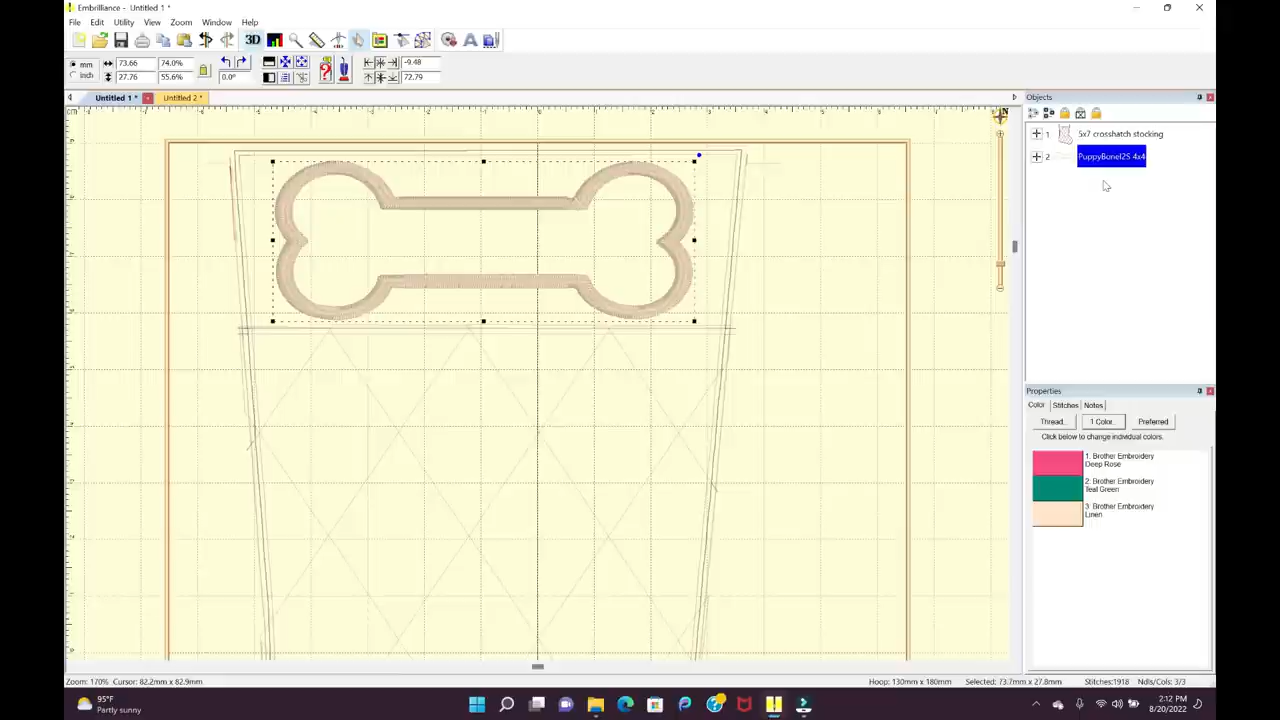 Embrilliance - Untitled 1 *
File Edit Utility View Zoom Window Help
3D
mm 73.66 74.0% -9.48
inch 27.76 55.6% 0.0° 72.79
Untitled 1 * Untitled 2 *
Objects
1 5x7 crosshatch stocking
2 PuppyBonel2S 4x4
Properties
Color Stitches Notes
Thread... 1 Color... Preferred
Click below to change individual colors.
1. Brother Embroidery
Deep Rose
2. Brother Embroidery
Teal Green
3. Brother Embroidery
Linen
Zoom: 170% Cursor: 82.2mm x 82.9mm Hoop: 130mm x 180mm Selected: 73.7mm x 27.8mm Stitches:1918 Ndls/Cols: 3/3
95°F
Partly sunny
2:12 PM
8/20/2022